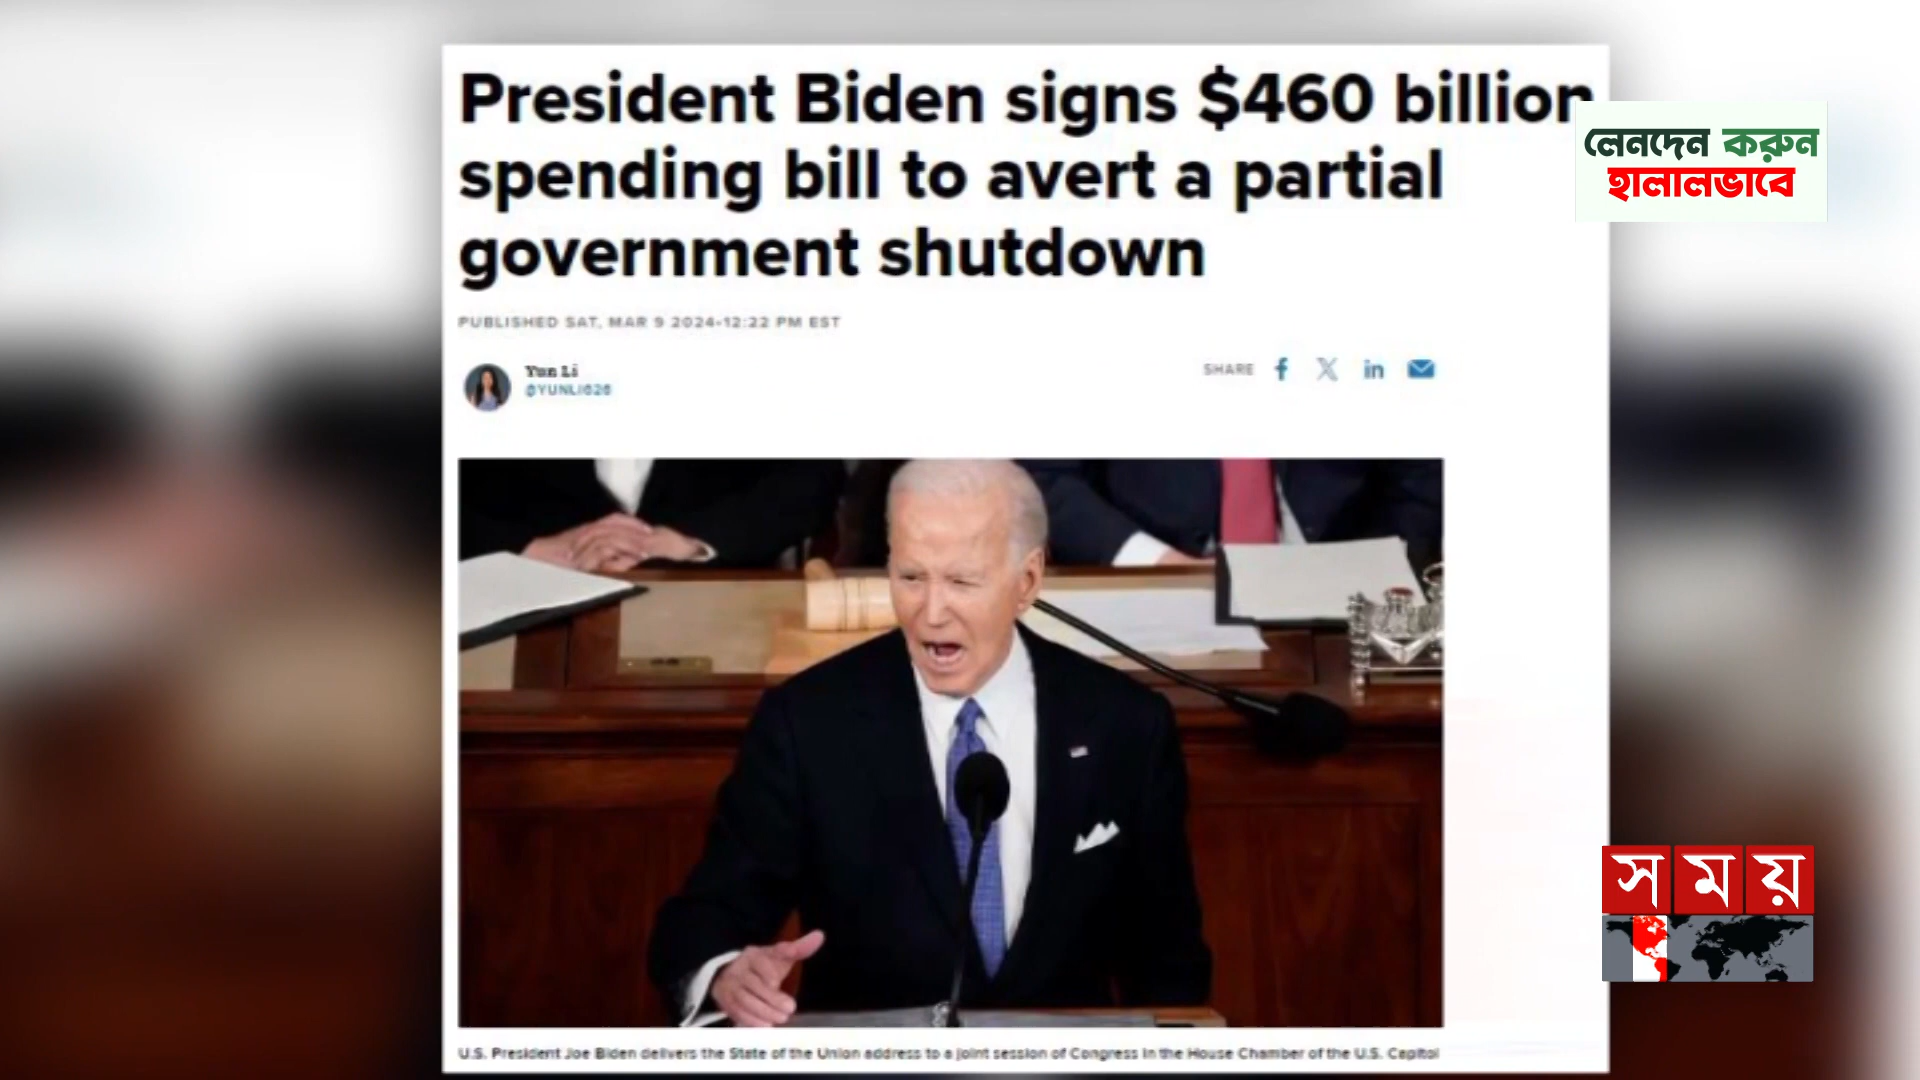 President Biden signs $460 billion
spending bill to avert a partial
government shutdown
PUBLISHED SAT, MAR 9 2024-12:22 PM EST
Yun Li
@YUNLI626
SHARE
U.S. President Joe Biden delivers the State of the Union address to a joint session of Congress in the House Chamber of the U.S. Capitol
লেনদেন করুন
হালালভাবে
সময়